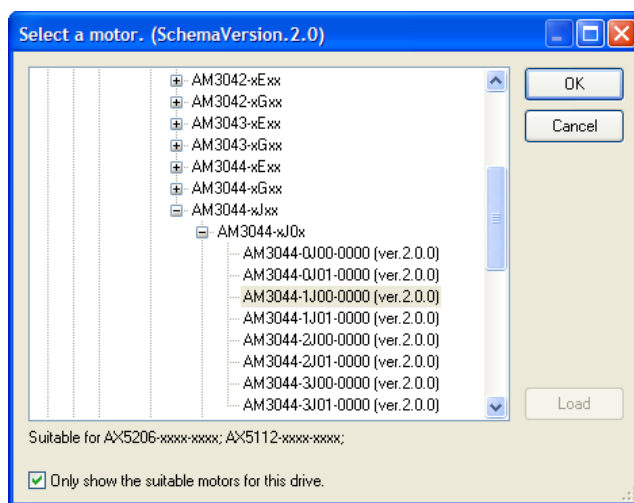 Select a motor. (SchemaVersion.2.0)
AM3042-xExx
AM3042-xGxx
AM3043-xExx
AM3043-xGxx
AM3044-xExx
AM3044-xGxx
AM3044-xJxx
AM3044-xJ0x
AM3044-0J00-0000 (ver.2.0.0)
AM3044-0J01-0000 (ver.2.0.0)
AM3044-1J00-0000 (ver.2.0.0)
AM3044-1J01-0000 (ver.2.0.0)
AM3044-2J00-0000 (ver.2.0.0)
AM3044-2J01-0000 (ver.2.0.0)
AM3044-3J00-0000 (ver.2.0.0)
AM3044-3J01-0000 (ver.2.0.0)
OK
Cancel
Load
Suitable for AX5206-xxxx-xxxx; AX5112-xxxx-xxxx;
Only show the suitable motors for this drive.